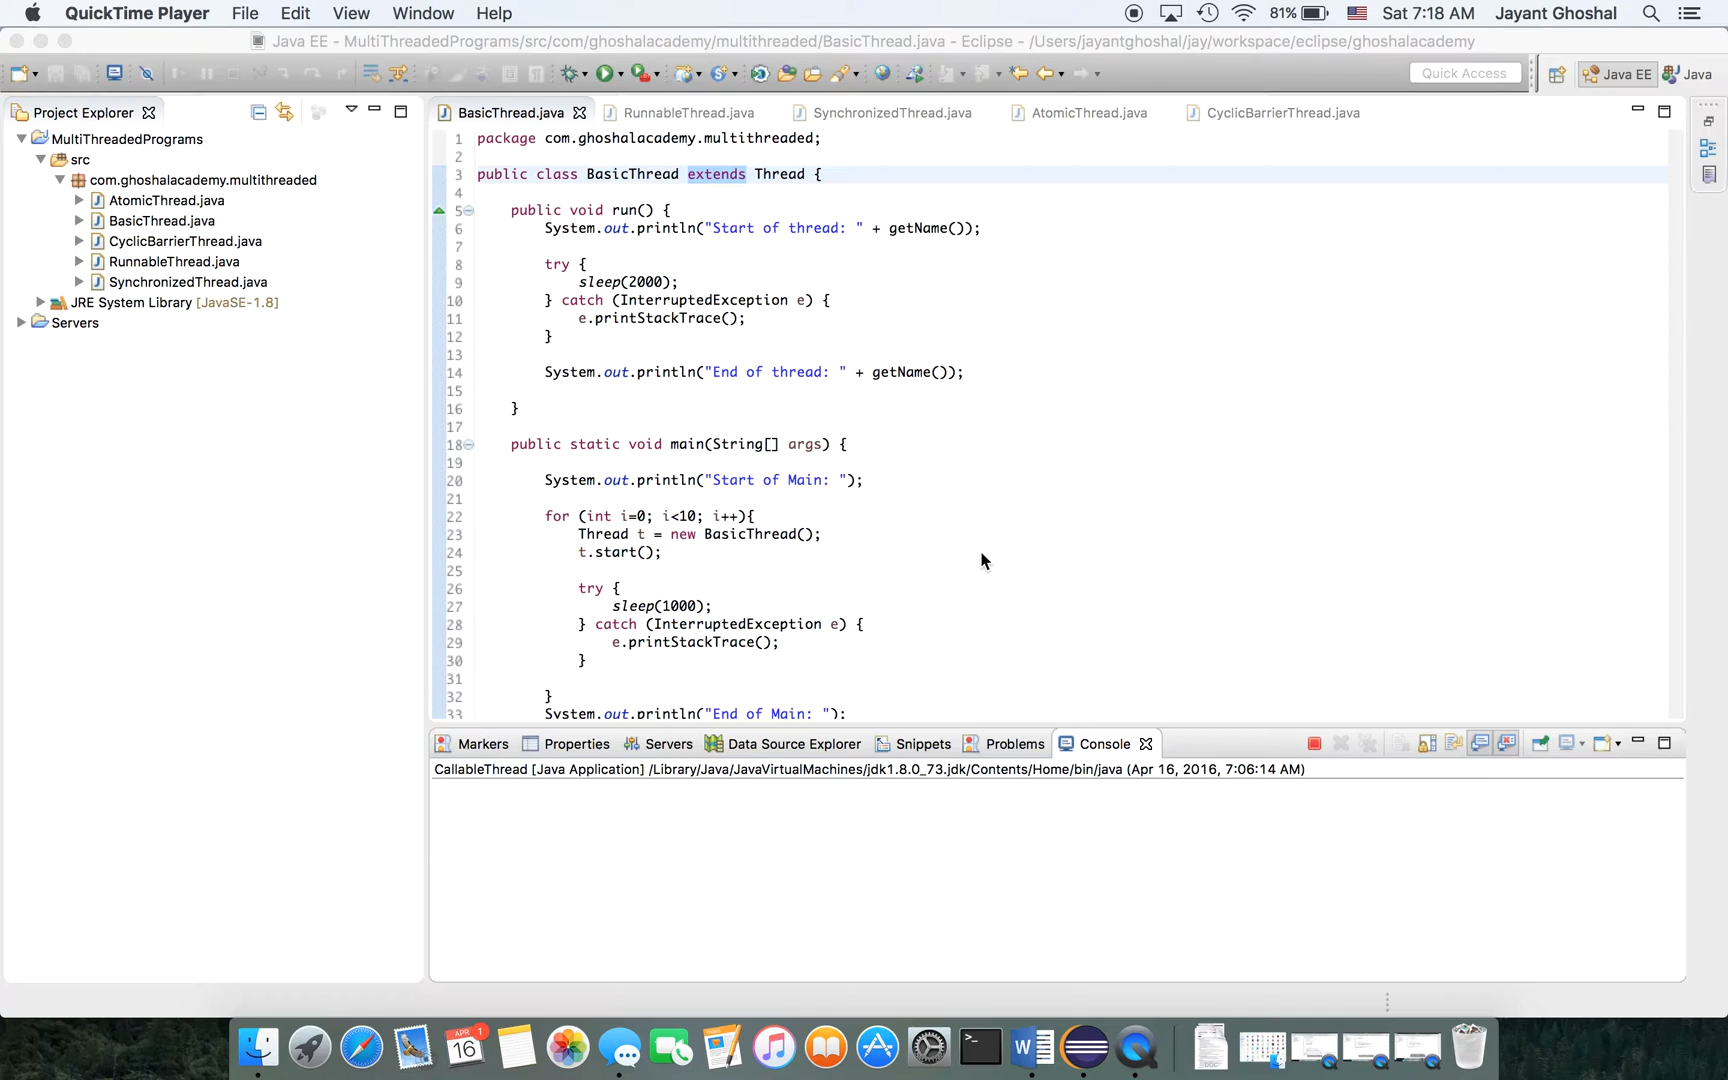 QuickTime Player File Edit View Window Help 81% Sat 7:18 AM Jayant Ghoshal
Java EE - MultiThreadedPrograms/src/com/ghoshalacademy/multithreaded/BasicThread.java - Eclipse - /Users/jayantghoshal/jay/workspace/eclipse/ghoshalacademy
Quick Access Java EE Java
Project Explorer
MultiThreadedPrograms
src
com.ghoshalacademy.multithreaded
AtomicThread.java
BasicThread.java
CyclicBarrierThread.java
RunnableThread.java
SynchronizedThread.java
JRE System Library [JavaSE-1.8]
Servers
BasicThread.java RunnableThread.java SynchronizedThread.java AtomicThread.java CyclicBarrierThread.java
1 package com.ghoshalacademy.multithreaded;
2
3 public class BasicThread extends Thread {
4
5 public void run() {
6 System.out.println("Start of thread: " + getName());
7
8 try {
9 sleep(2000);
10 } catch (InterruptedException e) {
11 e.printStackTrace();
12 }
13
14 System.out.println("End of thread: " + getName());
15
16 }
17
18 public static void main(String[] args) {
19
20 System.out.println("Start of Main: ");
21
22 for (int i=0; i<10; i++){
23 Thread t = new BasicThread();
24 t.start();
25
26 try {
27 sleep(1000);
28 } catch (InterruptedException e) {
29 e.printStackTrace();
30 }
31
32 }
33 System.out.println("End of Main: ");
Markers Properties Servers Data Source Explorer Snippets Problems Console
CallableThread [Java Application] /Library/Java/JavaVirtualMachines/jdk1.8.0_73.jdk/Contents/Home/bin/java (Apr 16, 2016, 7:06:14 AM)
APR 1
16
W
DOC